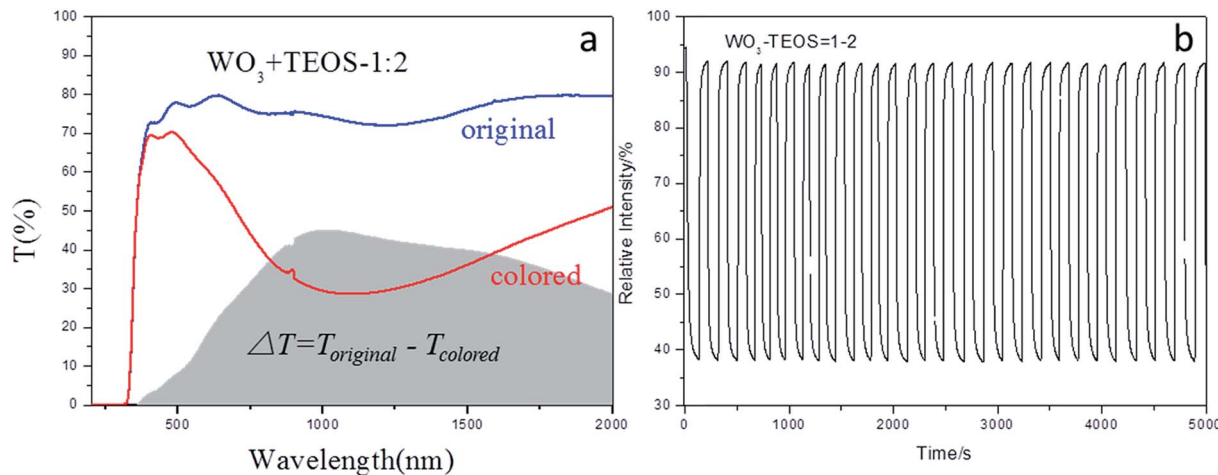 a
WO3+TEOS-1:2
original
colored
△T=Toriginal - Tcolored
T(%)
100
90
80
70
60
50
40
30
20
10
0
500
1000
1500
2000
Wavelength(nm)
b
WO3-TEOS=1-2
Relative Intensity/%
100
90
80
70
60
50
40
30
0
1000
2000
3000
4000
5000
Time/s